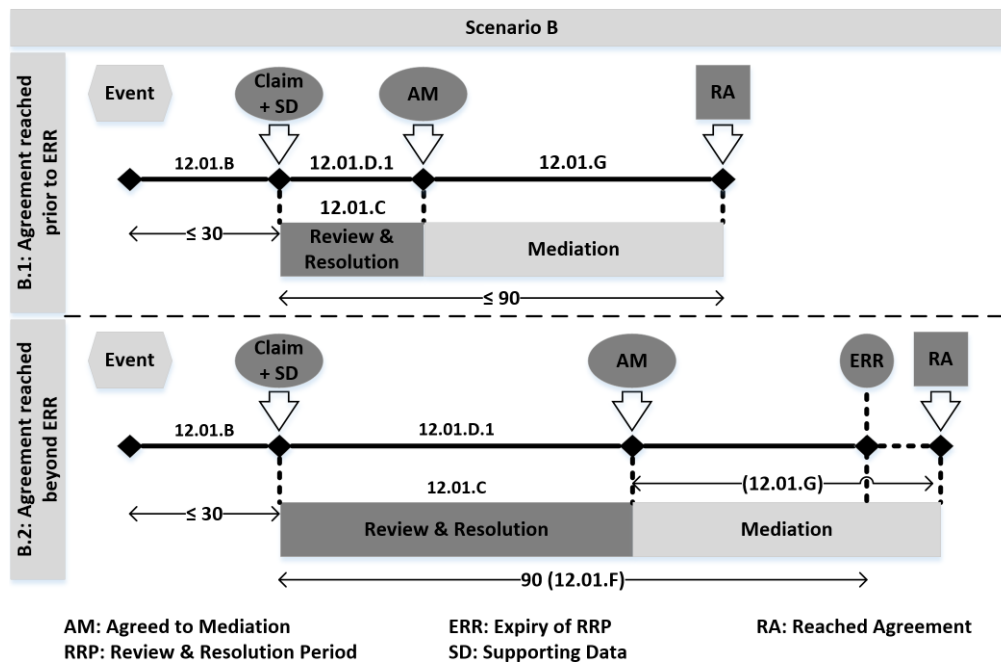 Scenario B
B.1: Agreement reached
prior to ERR
Event
Claim
+ SD
AM
RA
12.01.B
12.01.D.1
12.01.G
12.01.C
≤ 30
Review &
Resolution
Mediation
≤ 90
B.2: Agreement reached
beyond ERR
Event
Claim
+ SD
AM
ERR
RA
12.01.B
12.01.D.1
12.01.C
(12.01.G)
≤ 30
Review & Resolution
Mediation
90 (12.01.F)
AM: Agreed to Mediation
ERR: Expiry of RRP
RA: Reached Agreement
RRP: Review & Resolution Period
SD: Supporting Data